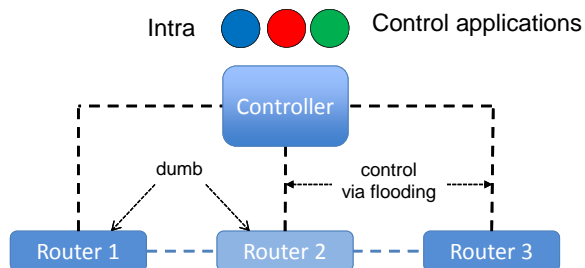 Intra
Control applications
Controller
dumb
control
via flooding
Router 1
Router 2
Router 3